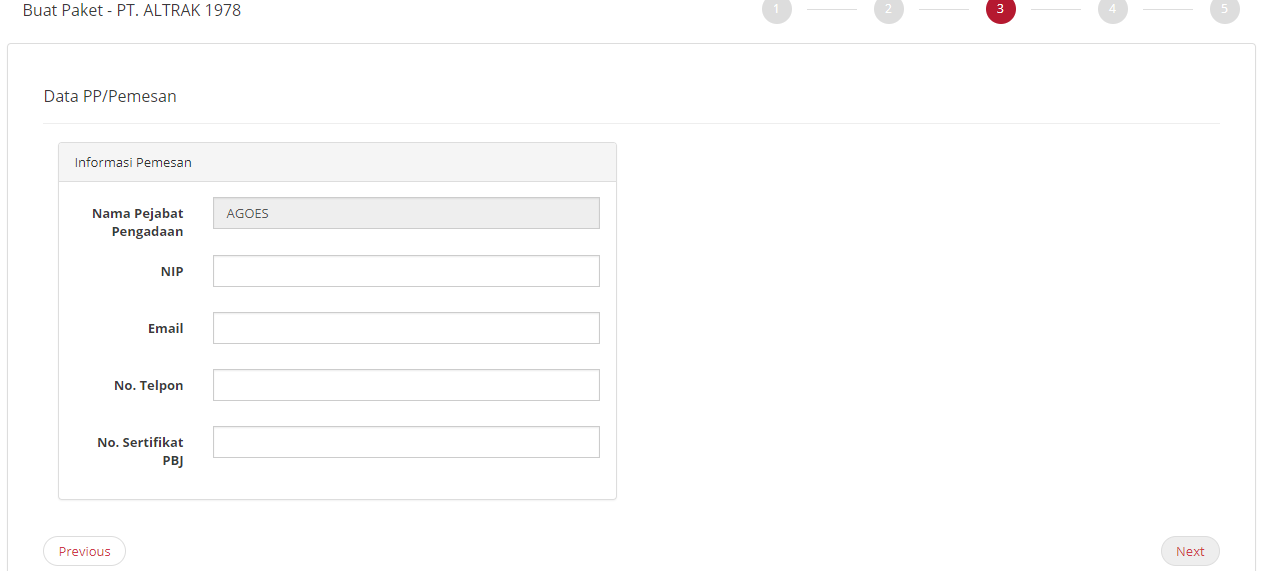 Buat Paket - PT. ALTRAK 1978
1 2 3 4 5
Data PP/Pemesan
Informasi Pemesan
Nama Pejabat
Pengadaan
AGOES
NIP
Email
No. Telpon
No. Sertifikat
PBJ
Previous
Next